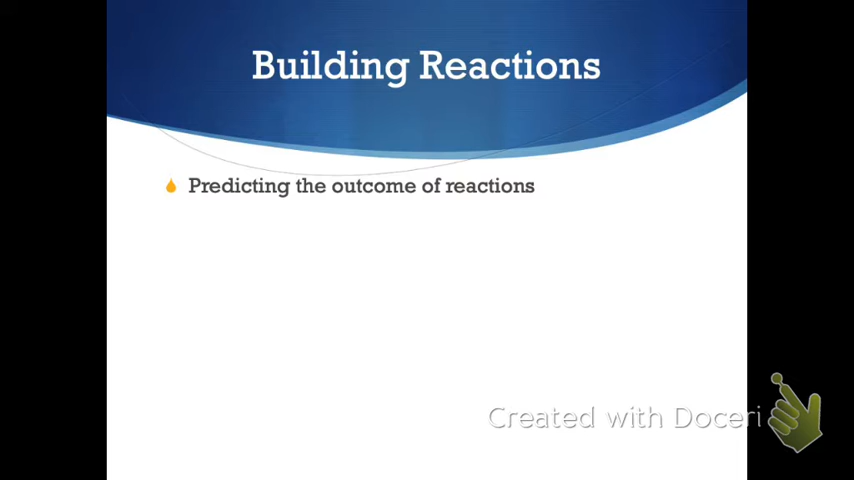 Building Reactions
Predicting the outcome of reactions
Created with Doceri